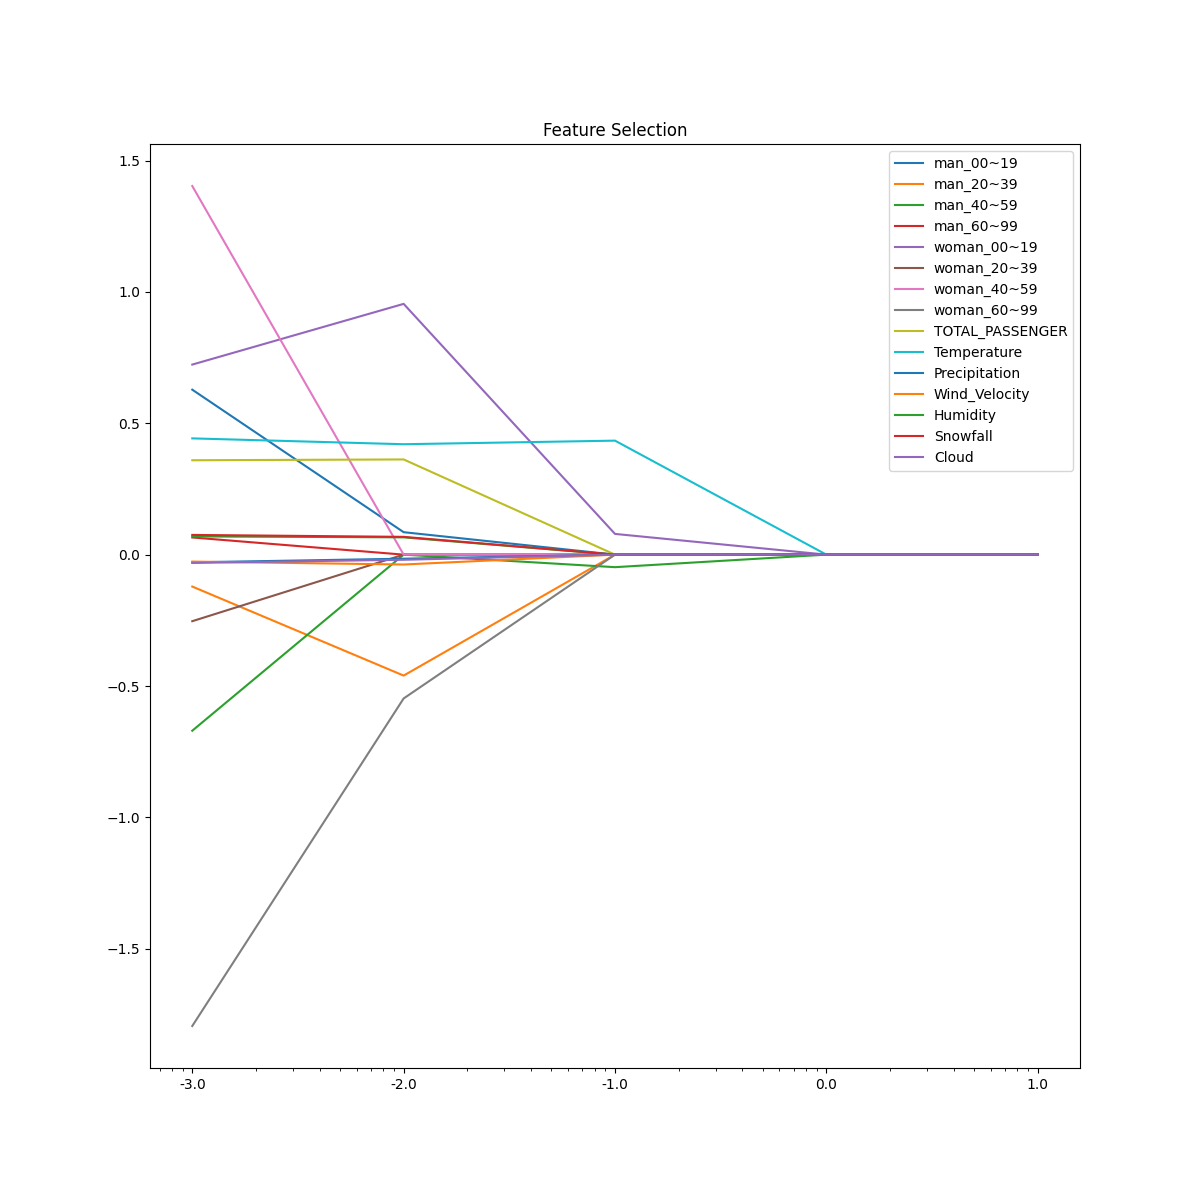 Feature Selection
1.5
1.0
0.5
0.0
−0.5
−1.0
−1.5
-3.0 -2.0 -1.0 0.0 1.0
man_00~19
man_20~39
man_40~59
man_60~99
woman_00~19
woman_20~39
woman_40~59
woman_60~99
TOTAL_PASSENGER
Temperature
Precipitation
Wind_Velocity
Humidity
Snowfall
Cloud